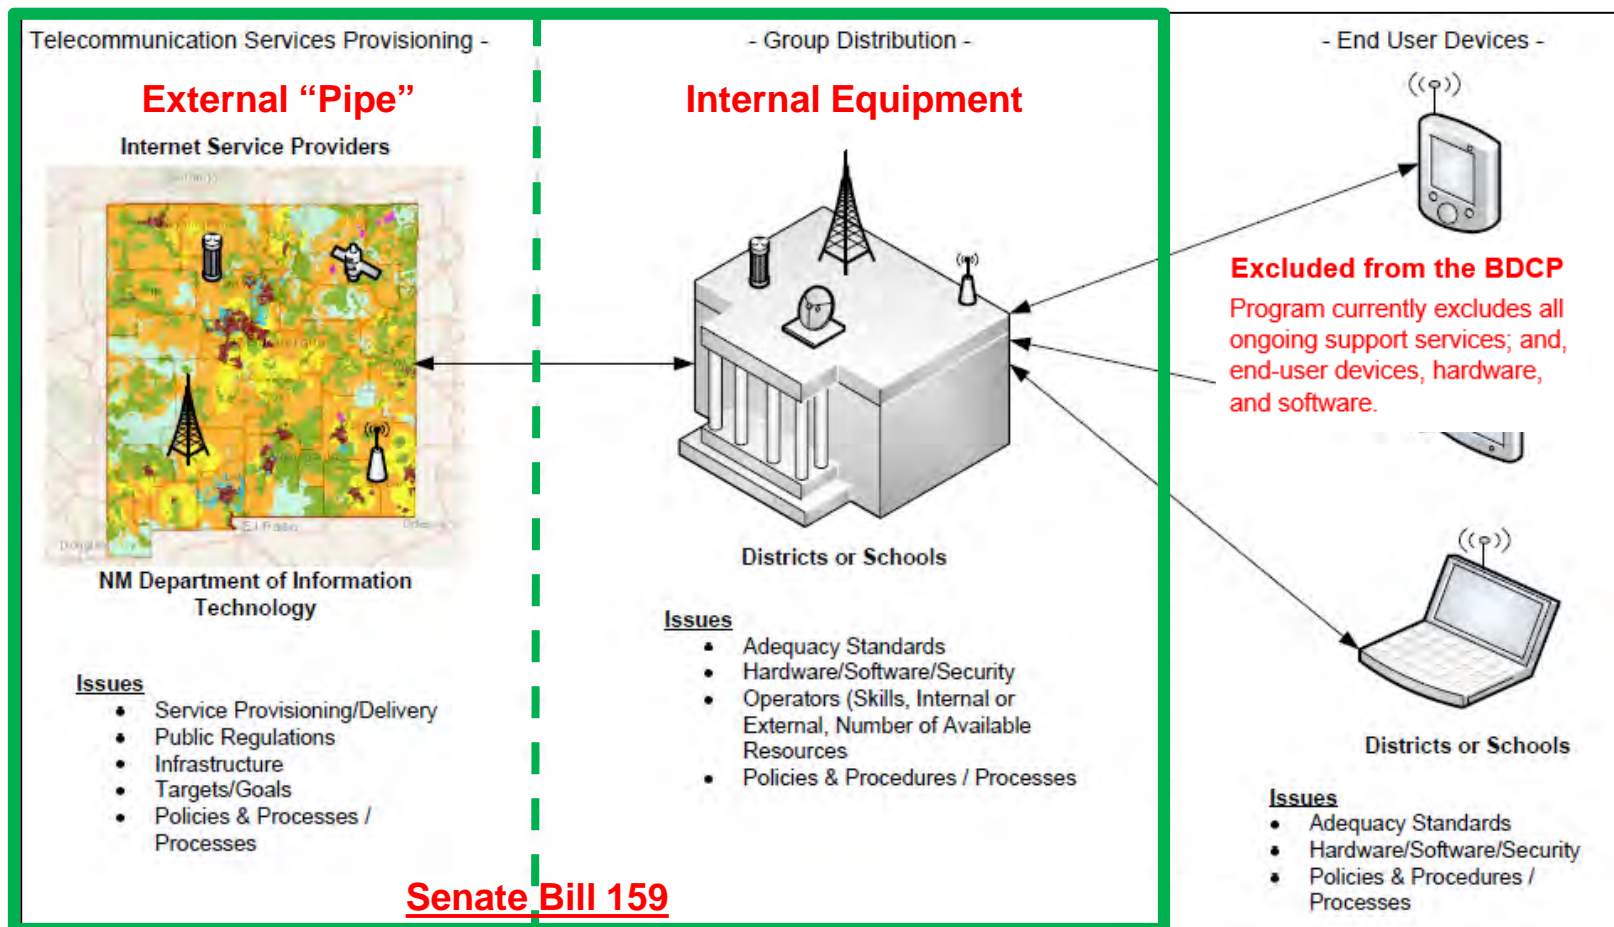 Telecommunication Services Provisioning -
External “Pipe”
Internet Service Providers
El Paso
NM Department of Information
Technology
Issues
• Service Provisioning/Delivery
• Public Regulations
• Infrastructure
• Targets/Goals
• Policies & Processes /
Processes
- Group Distribution -
Internal Equipment
Districts or Schools
Issues
• Adequacy Standards
• Hardware/Software/Security
• Operators (Skills, Internal or
External, Number of Available
Resources
• Policies & Procedures / Processes
Senate Bill 159
- End User Devices -
Excluded from the BDCP
Program currently excludes all
ongoing support services; and,
end-user devices, hardware,
and software.
Districts or Schools
Issues
• Adequacy Standards
• Hardware/Software/Security
• Policies & Procedures /
Processes